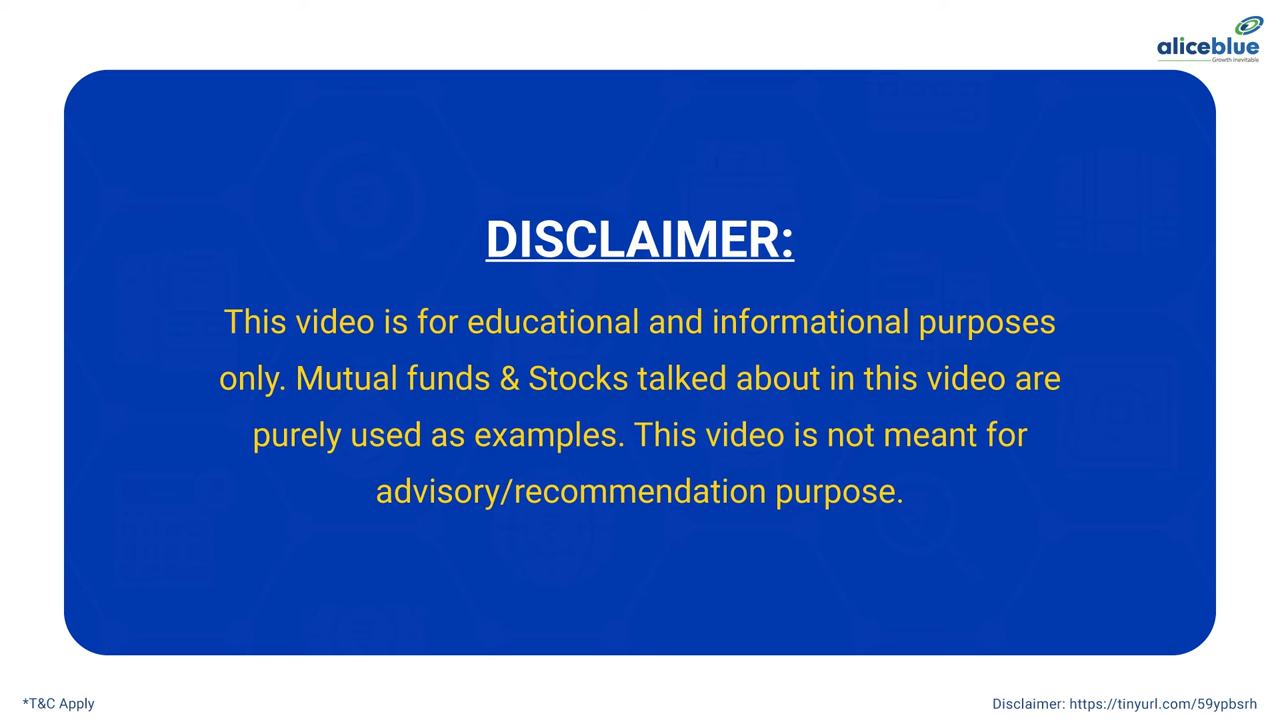 aliceblue
Growth inevitable
DISCLAIMER:
This video is for educational and informational purposes
only. Mutual funds & Stocks talked about in this video are
purely used as examples. This video is not meant for
advisory/recommendation purpose.
*T&C Apply
Disclaimer: https://tinyurl.com/59ypbsrh